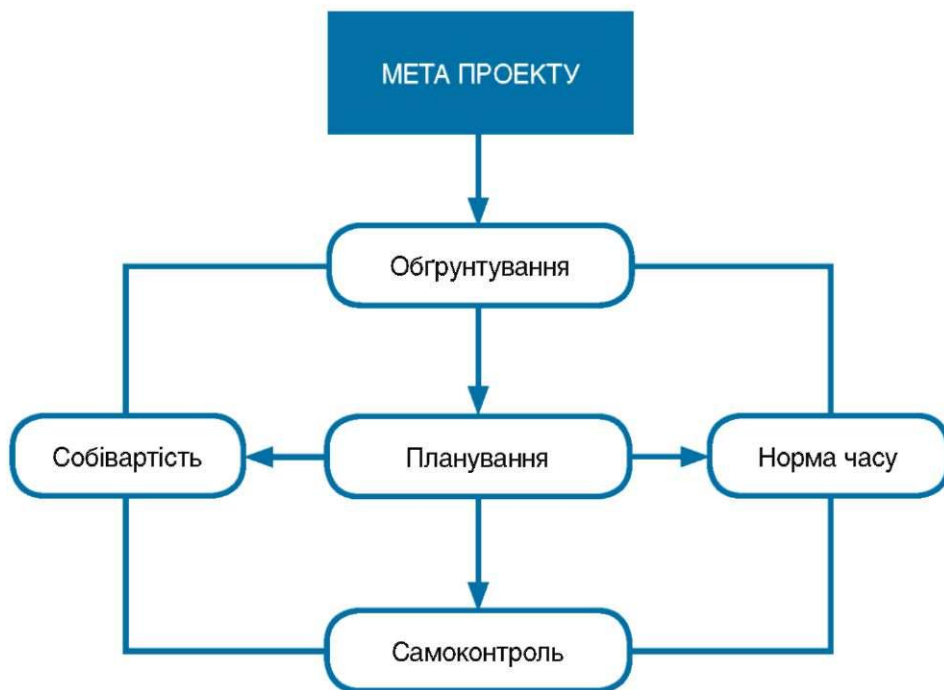 МЕТА ПРОЕКТУ
Обґрунтування
Собівартість
Планування
Норма часу
Самоконтроль